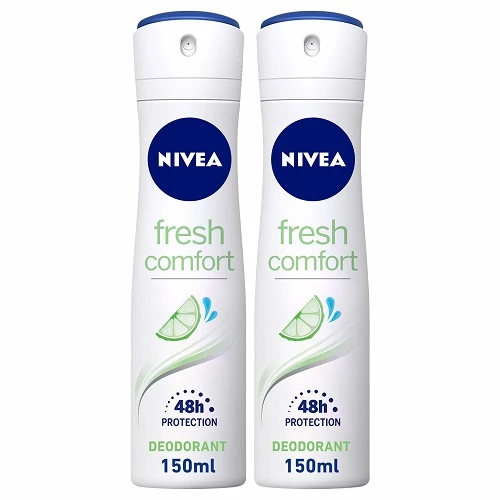 NIVEA
fresh
comfort
48h
PROTECTION
DEODORANT
150ml
NIVEA
fresh
comfort
48h
PROTECTION
DEODORANT
150ml